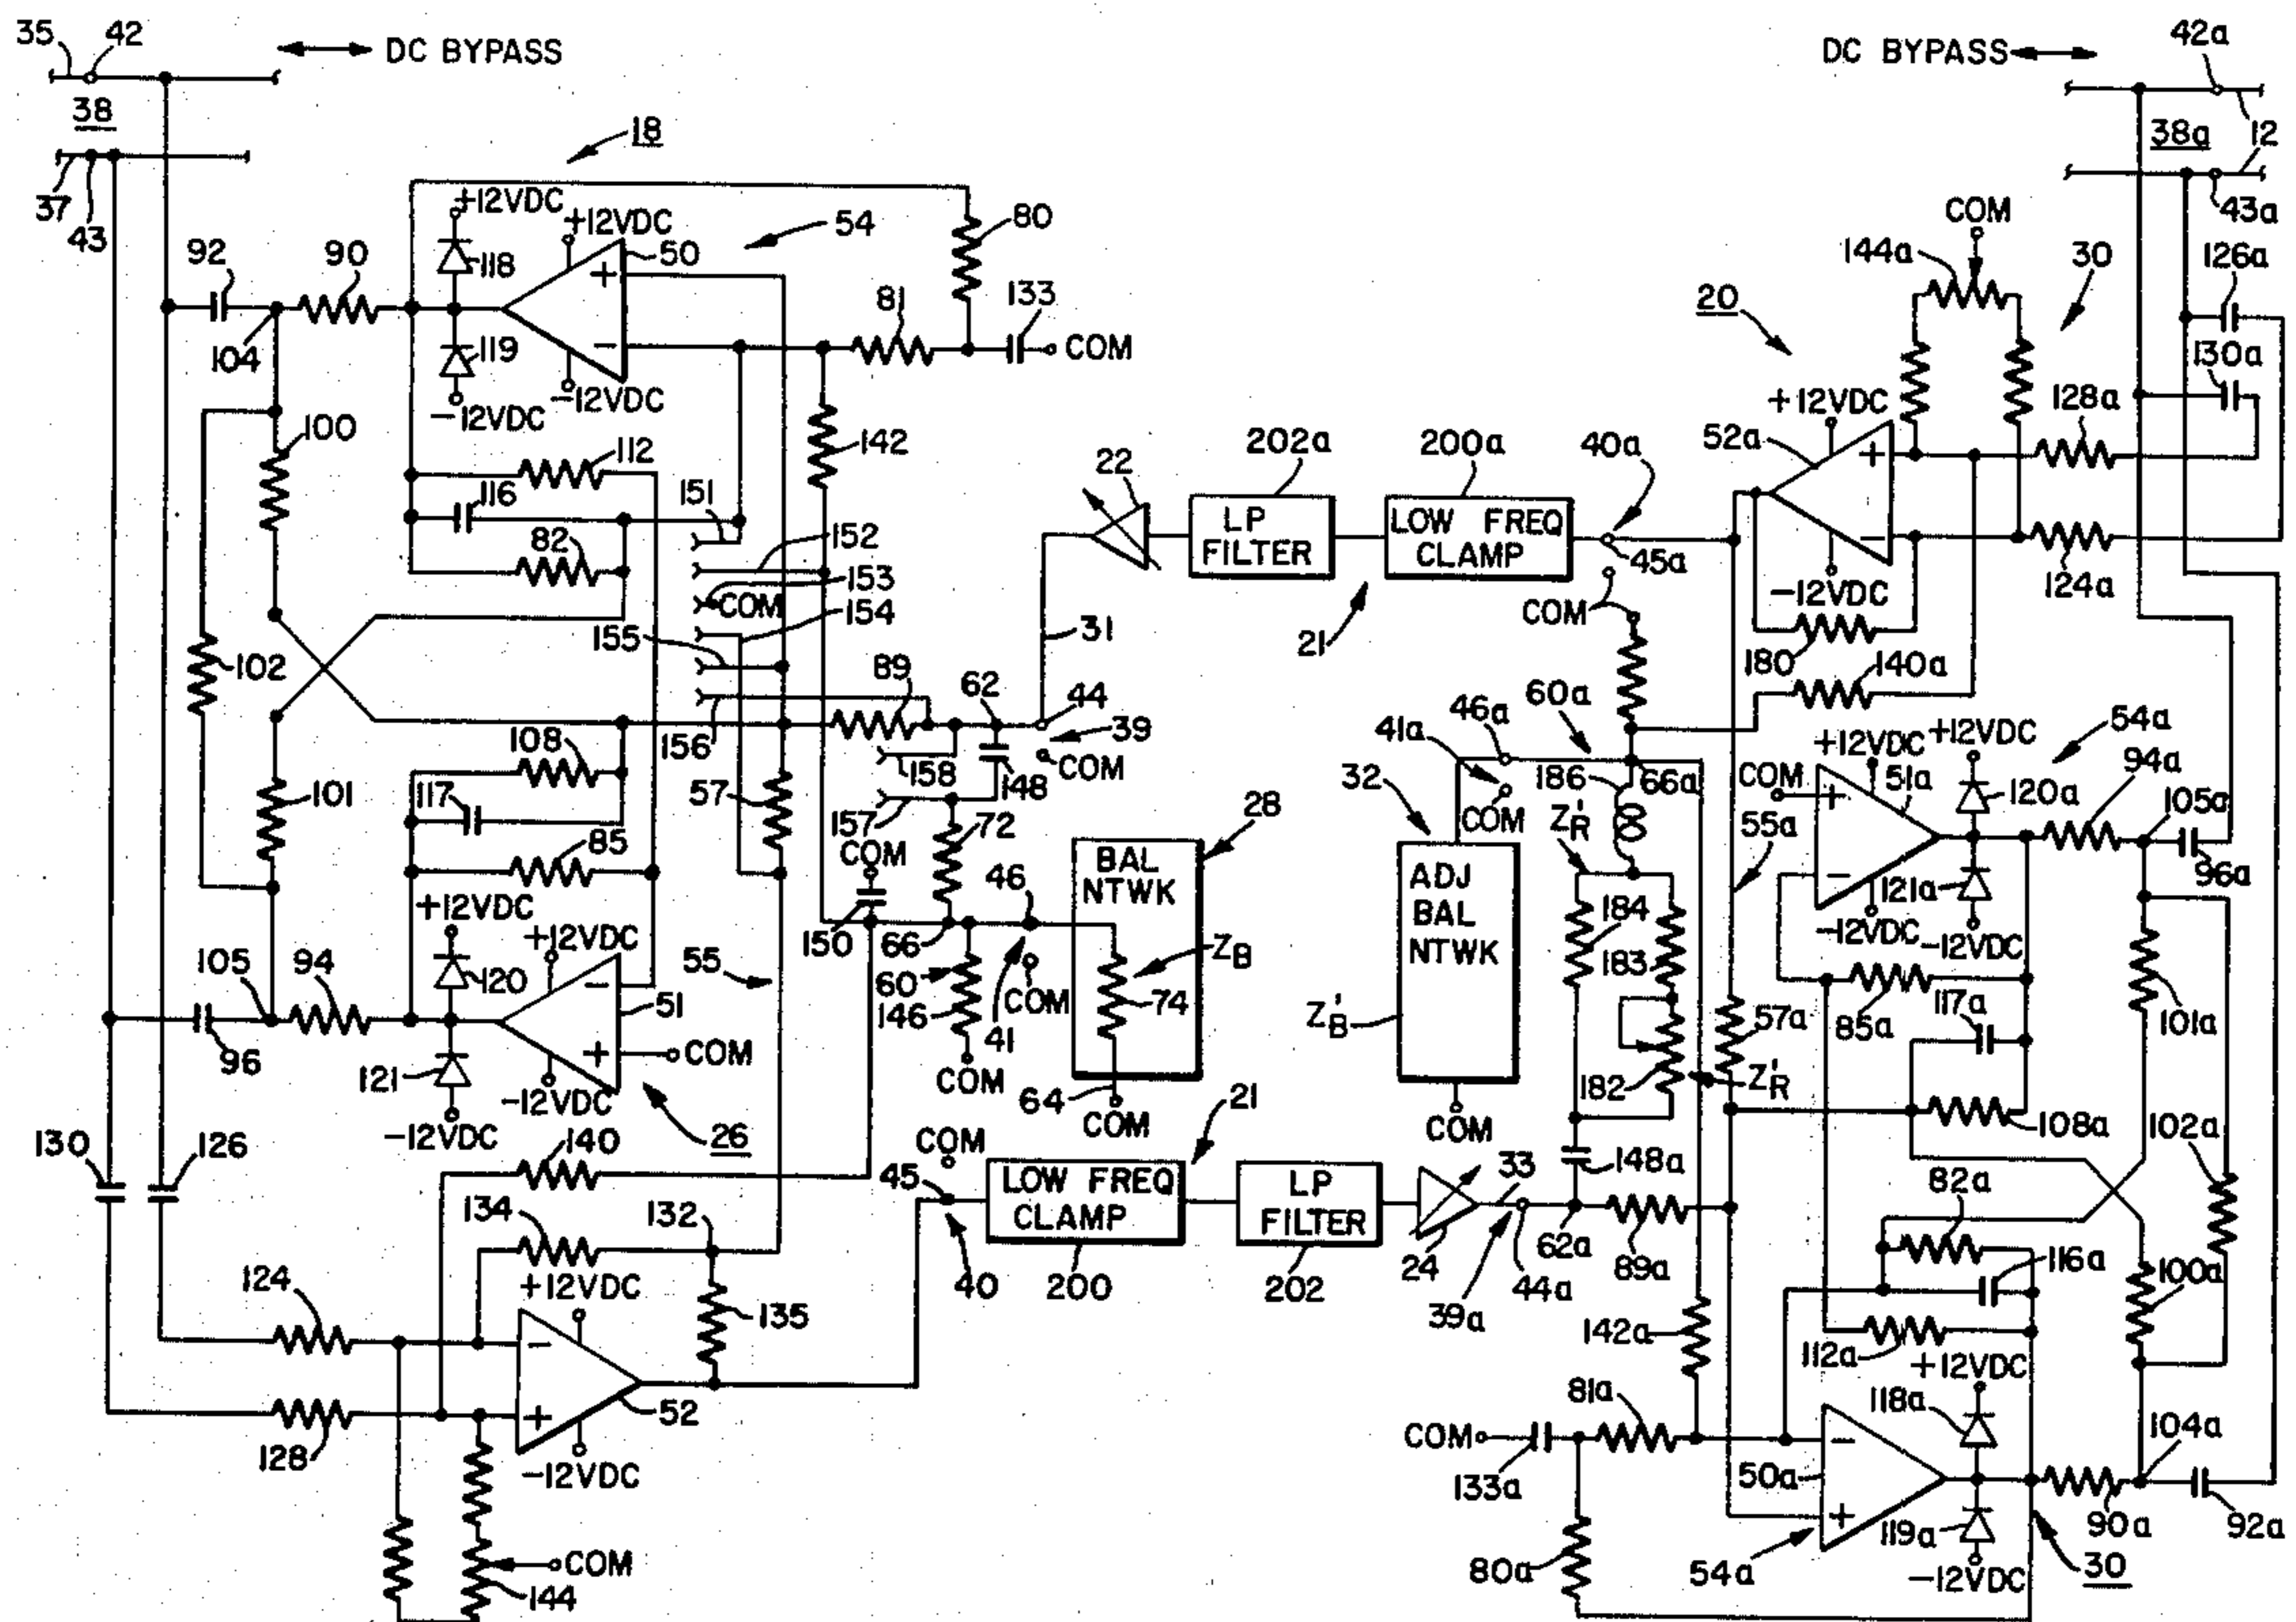 35 42 DC BYPASS
38
37
43
18
+12VDC
+12VDC
54
80
92 90
118
50
+
104
119
−
81 133
COM
−12VDC
−12VDC
100
112
142
116
151
82
152
153
COM
154
155
102
89 62
44
39
156
COM
108
158
148
117
57
101
157
72
85
COM
BAL NTWK
28
46
+12VDC
+12VDC
150
66
ZB
105 94
120
55
60
COM
74
−
51
146
41
96
+
COM
COM
121
−12VDC
64
COM
−12VDC
26
130 126
140
COM
45
21
LOW FREQ CLAMP
LP FILTER
33
134 132
+12VDC
40
200
202
24
124
135
−
+
52
128
−12VDC
COM
144
31
22
202a
200a
40a
LP FILTER
LOW FREQ CLAMP
45a
COM
21
DC BYPASS
42a
38a
12
43a
COM
144a
30
126a
20
130a
+12VDC
128a
52a
+
−
−12VDC
124a
180
140a
60a
46a
54a
41a
+12VDC
+12VDC
32
186
66a
COM
51a
94a
COM
+
120a
105a
Z'R
55a
ADJ BAL NTWK
184
−
121a
96a
−12VDC
−12VDC
183
117a
Z'B
57a
85a
101a
182
Z'R
COM
108a
102a
148a
82a
62a
39a
44a
89a
116a
100a
142a
112a
+12VDC
81a
118a
COM
−
104a
133a
50a
+
119a
90a
92a
80a
54a
−12VDC
30